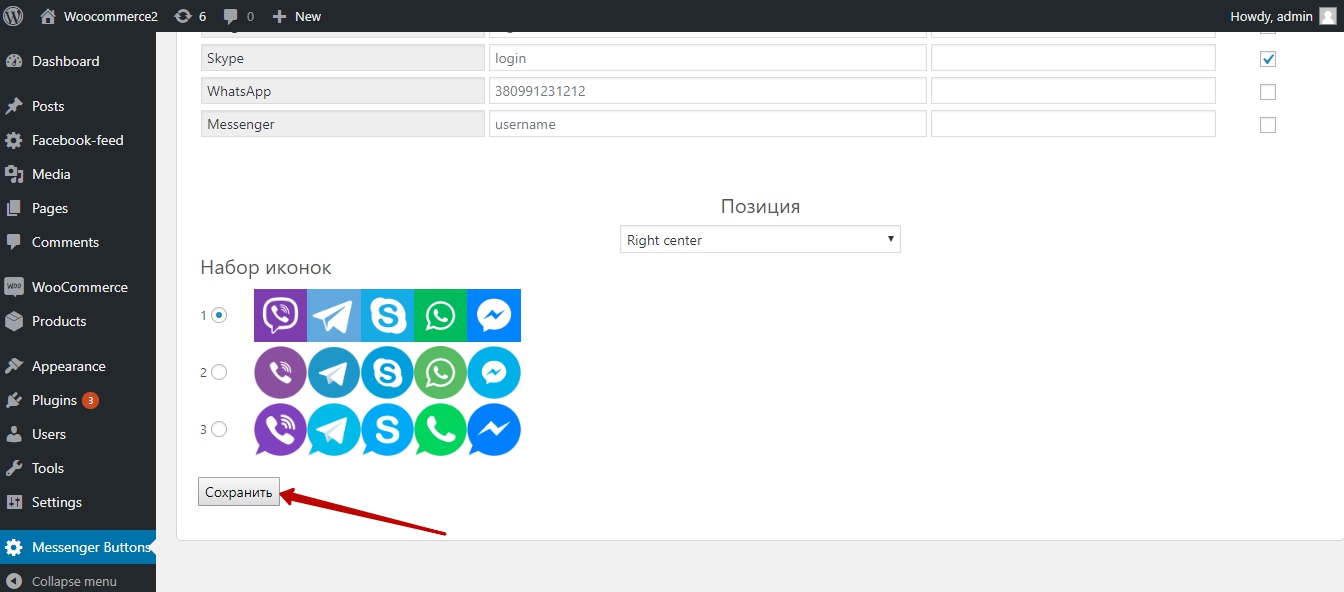 Woocommerce2
6
0
New
Howdy, admin
Dashboard
Posts
Facebook-feed
Media
Pages
Comments
WooCommerce
Products
Appearance
Plugins 3
Users
Tools
Settings
Messenger Buttons
Collapse menu
Skype login
WhatsApp 380991231212
Messenger username
Позиция
Right center
Набор иконок
1
2
3
Сохранить